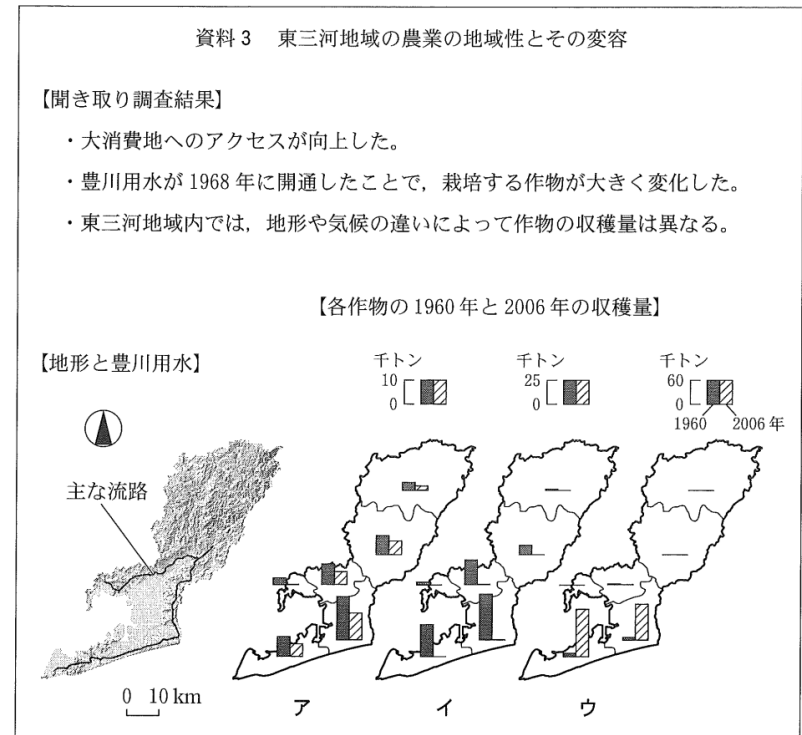 資料3 東三河地域の農業の地域性とその変容
【聞き取り調査結果】
・大消費地へのアクセスが向上した。
・豊川用水が1968年に開通したことで，栽培する作物が大きく変化した。
・東三河地域内では，地形や気候の違いによって作物の収穫量は異なる。
【各作物の1960年と2006年の収穫量】
【地形と豊川用水】
千トン 千トン 千トン
10 25 60
0 0 0
1960 2006年
主な流路
0 10 km
ア イ ウ